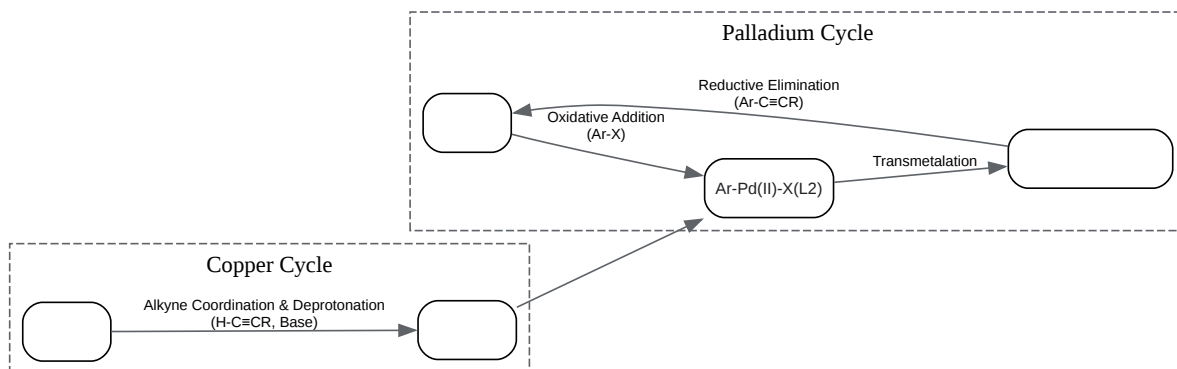 Palladium Cycle
Reductive Elimination
(Ar-C≡CR)
Oxidative Addition
(Ar-X)
Transmetalation
Ar-Pd(II)-X(L2)
Copper Cycle
Alkyne Coordination & Deprotonation
(H-C≡CR, Base)